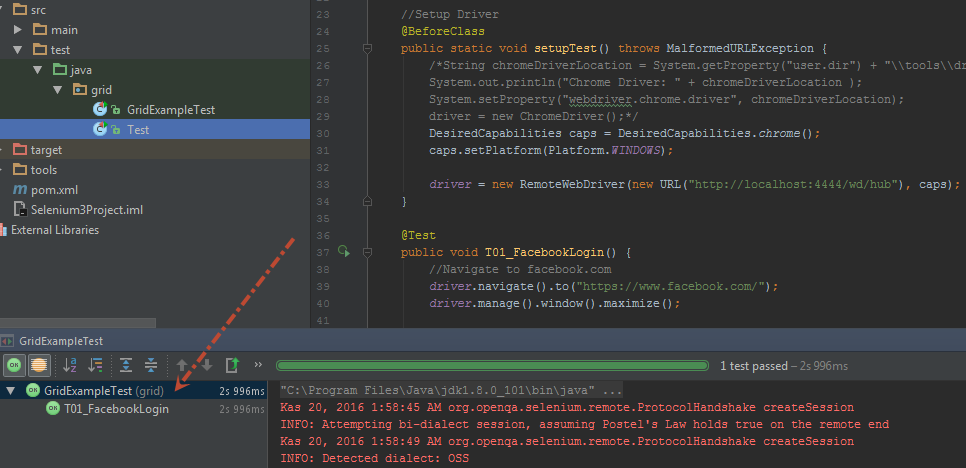 src
main
test
java
grid
GridExampleTest
Test
target
tools
pom.xml
Selenium3Project.iml
External Libraries
23 //Setup Driver
24 @BeforeClass
25 public static void setupTest() throws MalformedURLException {
26 /*String chromeDriverLocation = System.getProperty("user.dir") + "\\tools\\dr
27 System.out.println("Chrome Driver: " + chromeDriverLocation );
28 System.setProperty("webdriver.chrome.driver", chromeDriverLocation);
29 driver = new ChromeDriver();*/
30 DesiredCapabilities caps = DesiredCapabilities.chrome();
31 caps.setPlatform(Platform.WINDOWS);
32
33 driver = new RemoteWebDriver(new URL("http://localhost:4444/wd/hub"), caps);
34 }
35
36 @Test
37 public void T01_FacebookLogin() {
38 //Navigate to facebook.com
39 driver.navigate().to("https://www.facebook.com/");
40 driver.manage().window().maximize();
41
GridExampleTest
OK
1 test passed – 2s 996ms
OK GridExampleTest (grid) 2s 996ms
OK T01_FacebookLogin 2s 996ms
"C:\Program Files\Java\jdk1.8.0_101\bin\java" ...
Kas 20, 2016 1:58:45 AM org.openqa.selenium.remote.ProtocolHandshake createSession
INFO: Attempting bi-dialect session, assuming Postel's Law holds true on the remote end
Kas 20, 2016 1:58:49 AM org.openqa.selenium.remote.ProtocolHandshake createSession
INFO: Detected dialect: OSS